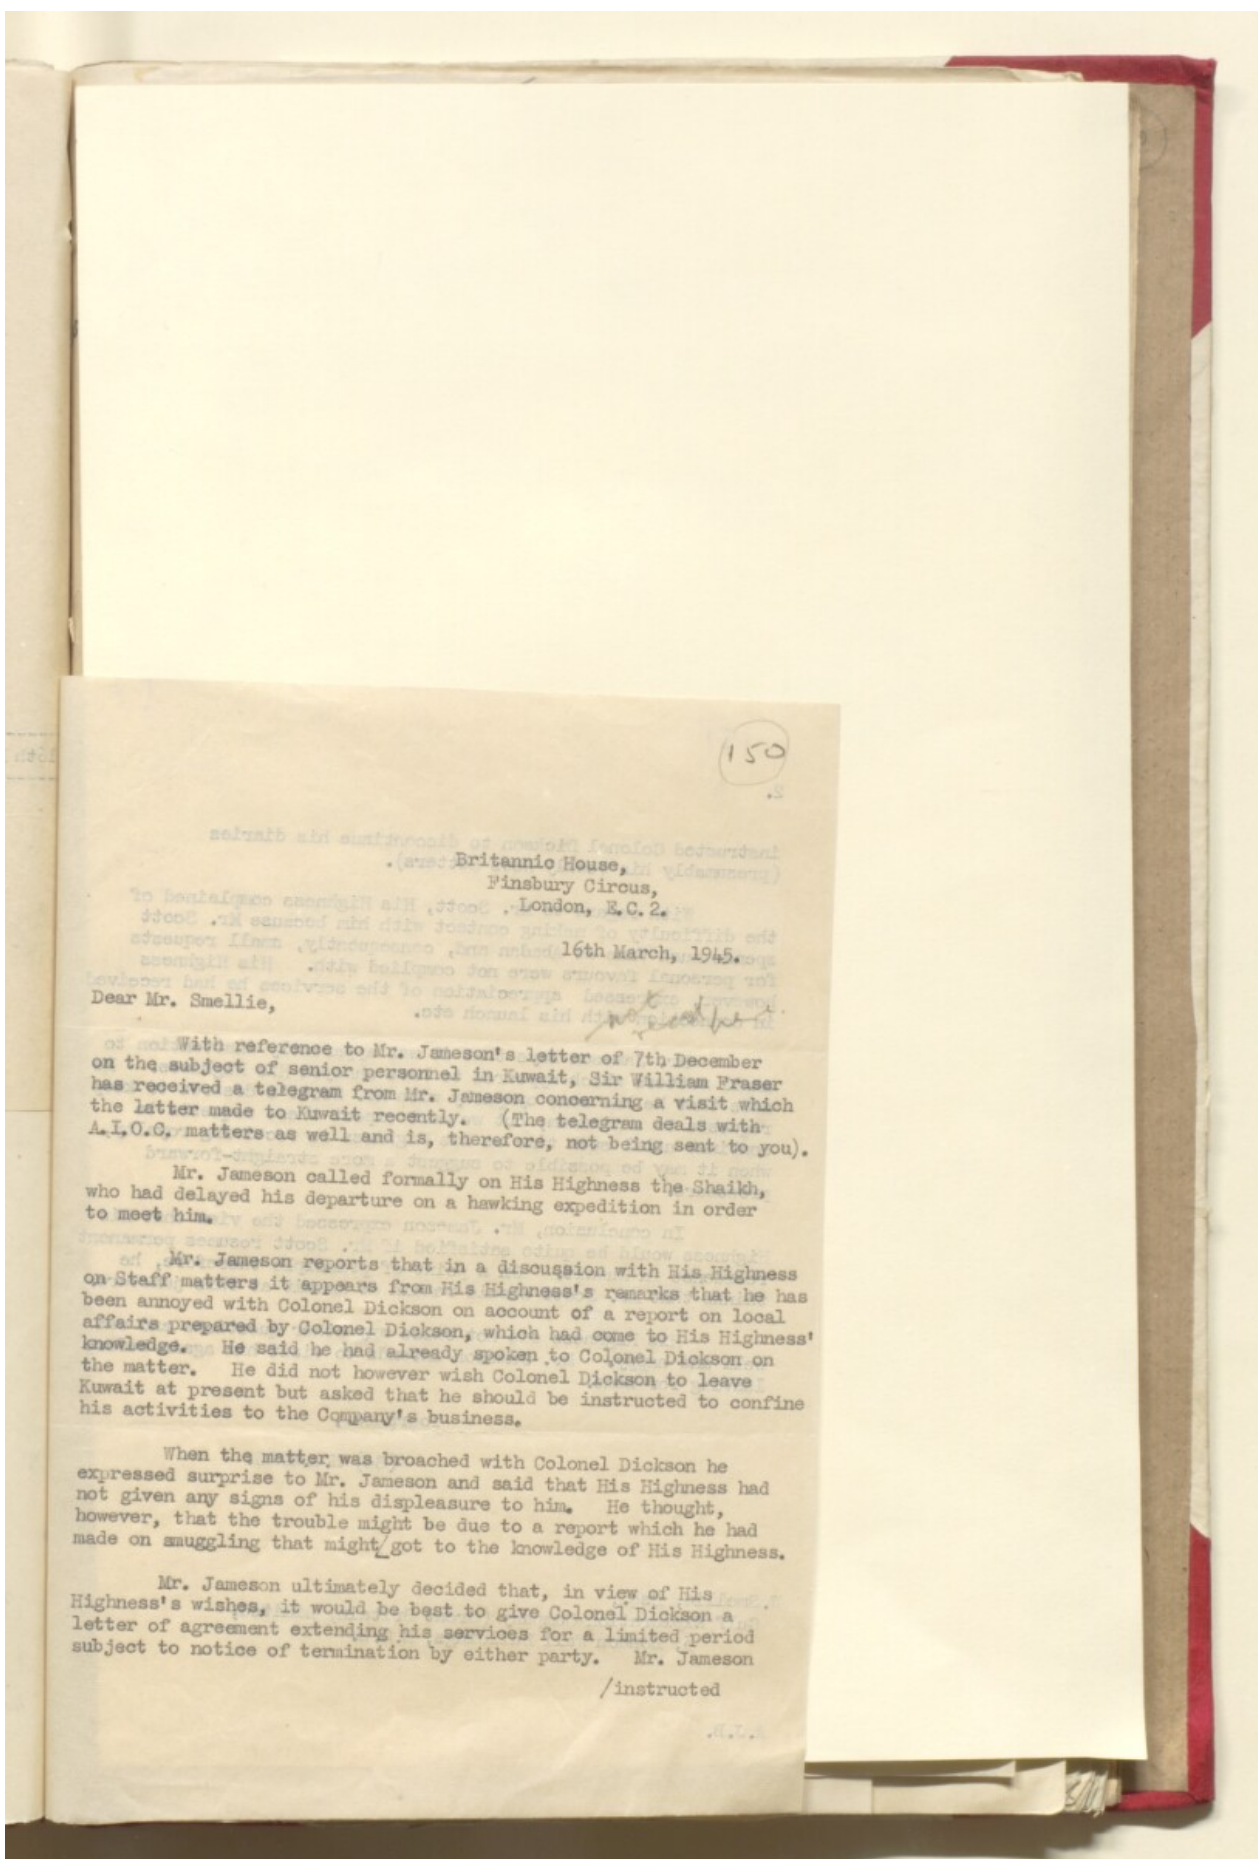 150
Britannic House,
Finsbury Circus,
London, E.C.2.
16th March, 1945.
Dear Mr. Smellie,
With reference to Mr. Jameson's letter of 7th December
on the subject of senior personnel in Kuwait, Sir William Fraser
has received a telegram from Mr. Jameson concerning a visit which
the latter made to Kuwait recently. (The telegram deals with
A.I.O.C. matters as well and is, therefore, not being sent to you).
Mr. Jameson called formally on His Highness the Shaikh,
who had delayed his departure on a hawking expedition in order
to meet him.
Mr. Jameson reports that in a discussion with His Highness
on Staff matters it appears from His Highness's remarks that he has
been annoyed with Colonel Dickson on account of a report on local
affairs prepared by Colonel Dickson, which had come to His Highness'
knowledge. He said he had already spoken to Colonel Dickson on
the matter. He did not however wish Colonel Dickson to leave
Kuwait at present but asked that he should be instructed to confine
his activities to the Company's business.
When the matter was broached with Colonel Dickson he
expressed surprise to Mr. Jameson and said that His Highness had
not given any signs of his displeasure to him. He thought,
however, that the trouble might be due to a report which he had
made on smuggling that might got to the knowledge of His Highness.
Mr. Jameson ultimately decided that, in view of His
Highness's wishes, it would be best to give Colonel Dickson a
letter of agreement extending his services for a limited period
subject to notice of termination by either party. Mr. Jameson
/instructed